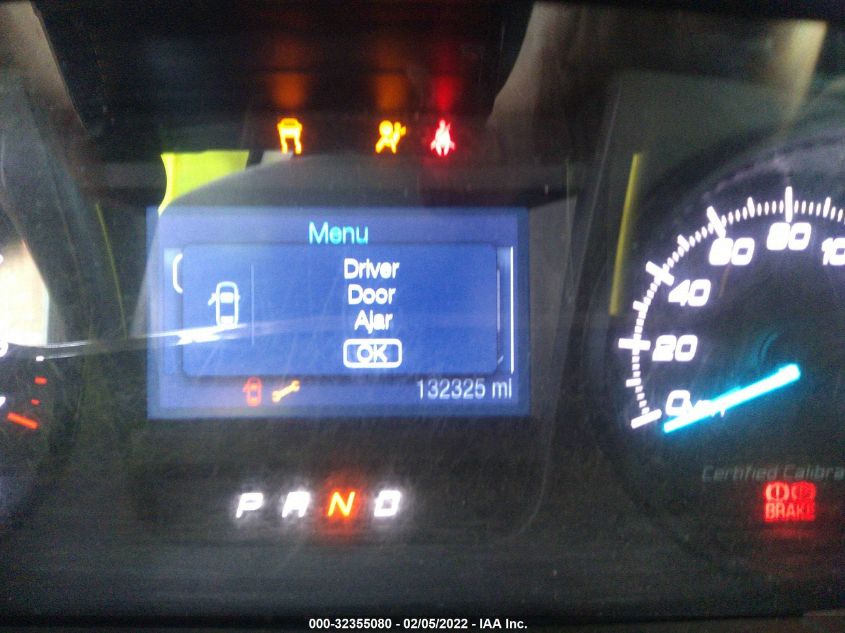 Menu
Driver
Door
Ajar
OK
132325 mi
P R N D
80
60
40
20
0
Certified Calibra
BRAKE
000-32355080 - 02/05/2022 - IAA Inc.